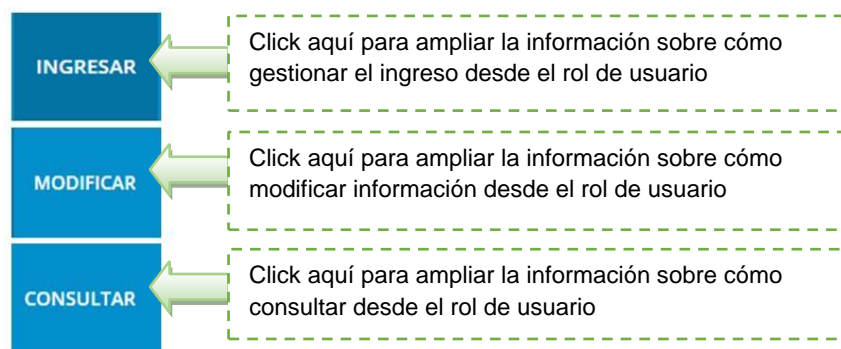 INGRESAR
Click aquí para ampliar la información sobre cómo
gestionar el ingreso desde el rol de usuario
MODIFICAR
Click aquí para ampliar la información sobre cómo
modificar información desde el rol de usuario
CONSULTAR
Click aquí para ampliar la información sobre cómo
consultar desde el rol de usuario